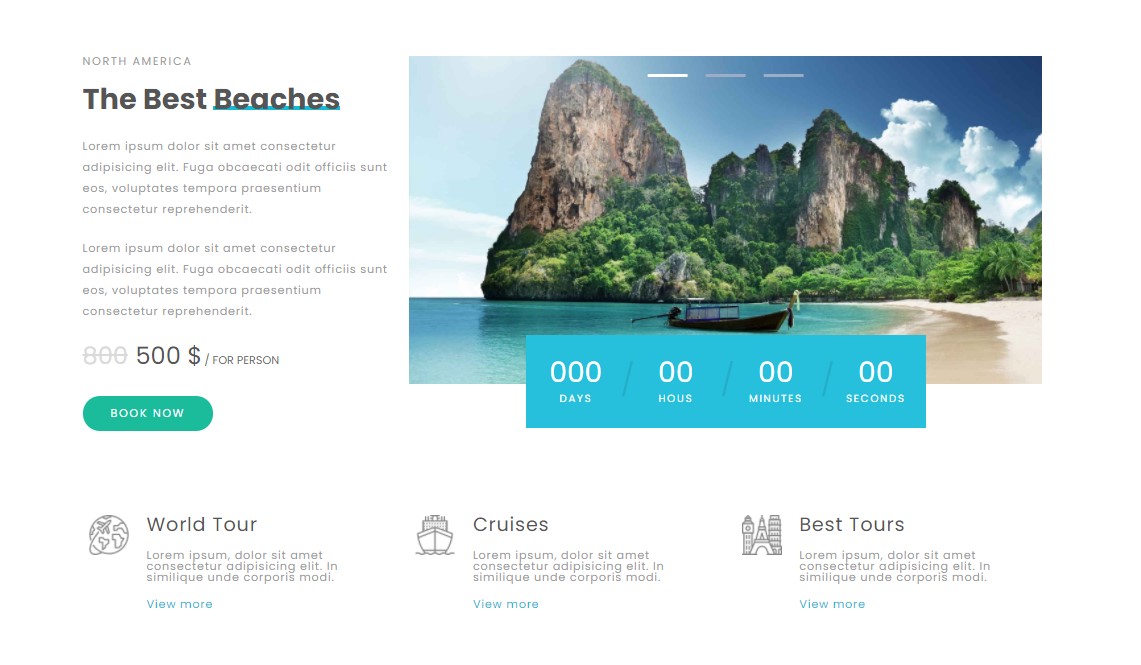 NORTH AMERICA
The Best Beaches
Lorem ipsum dolor sit amet consectetur
adipisicing elit. Fuga obcaecati odit officiis sunt
eos, voluptates tempora praesentium
consectetur reprehenderit.
Lorem ipsum dolor sit amet consectetur
adipisicing elit. Fuga obcaecati odit officiis sunt
eos, voluptates tempora praesentium
consectetur reprehenderit.
800 500 $ / FOR PERSON
BOOK NOW
000 / 00 / 00 / 00
DAYS HOUS MINUTES SECONDS
World Tour
Lorem ipsum, dolor sit amet
consectetur adipisicing elit. In
similique unde corporis modi.
View more
Cruises
Lorem ipsum, dolor sit amet
consectetur adipisicing elit. In
similique unde corporis modi.
View more
Best Tours
Lorem ipsum, dolor sit amet
consectetur adipisicing elit. In
similique unde corporis modi.
View more